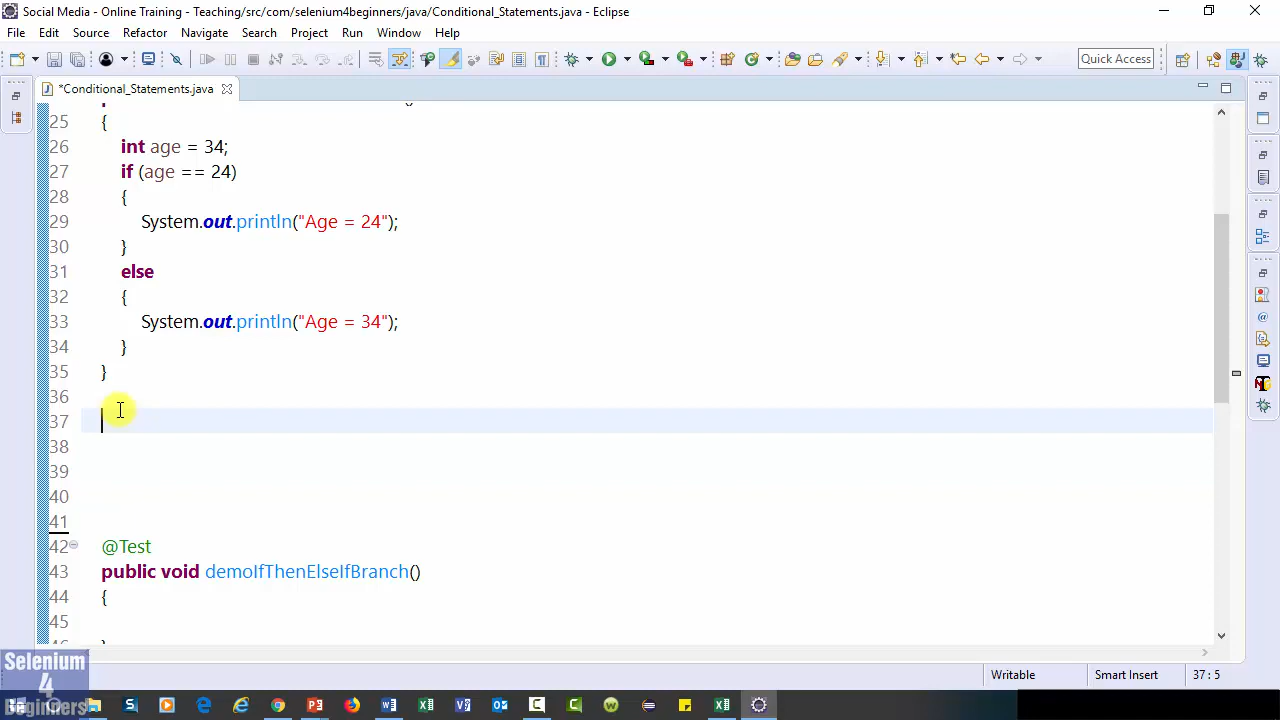 Social Media - Online Training - Teaching/src/com/selenium4beginners/java/Conditional_Statements.java - Eclipse
File Edit Source Refactor Navigate Search Project Run Window Help
Quick Access
*Conditional_Statements.java
25 {
26 int age = 34;
27 if (age == 24)
28 {
29 System.out.println("Age = 24");
30 }
31 else
32 {
33 System.out.println("Age = 34");
34 }
35 }
36
37
38
39
40
41
42 @Test
43 public void demoIfThenElseIfBranch()
44 {
45
Selenium
4
Beginners
Writable Smart Insert 37 : 5